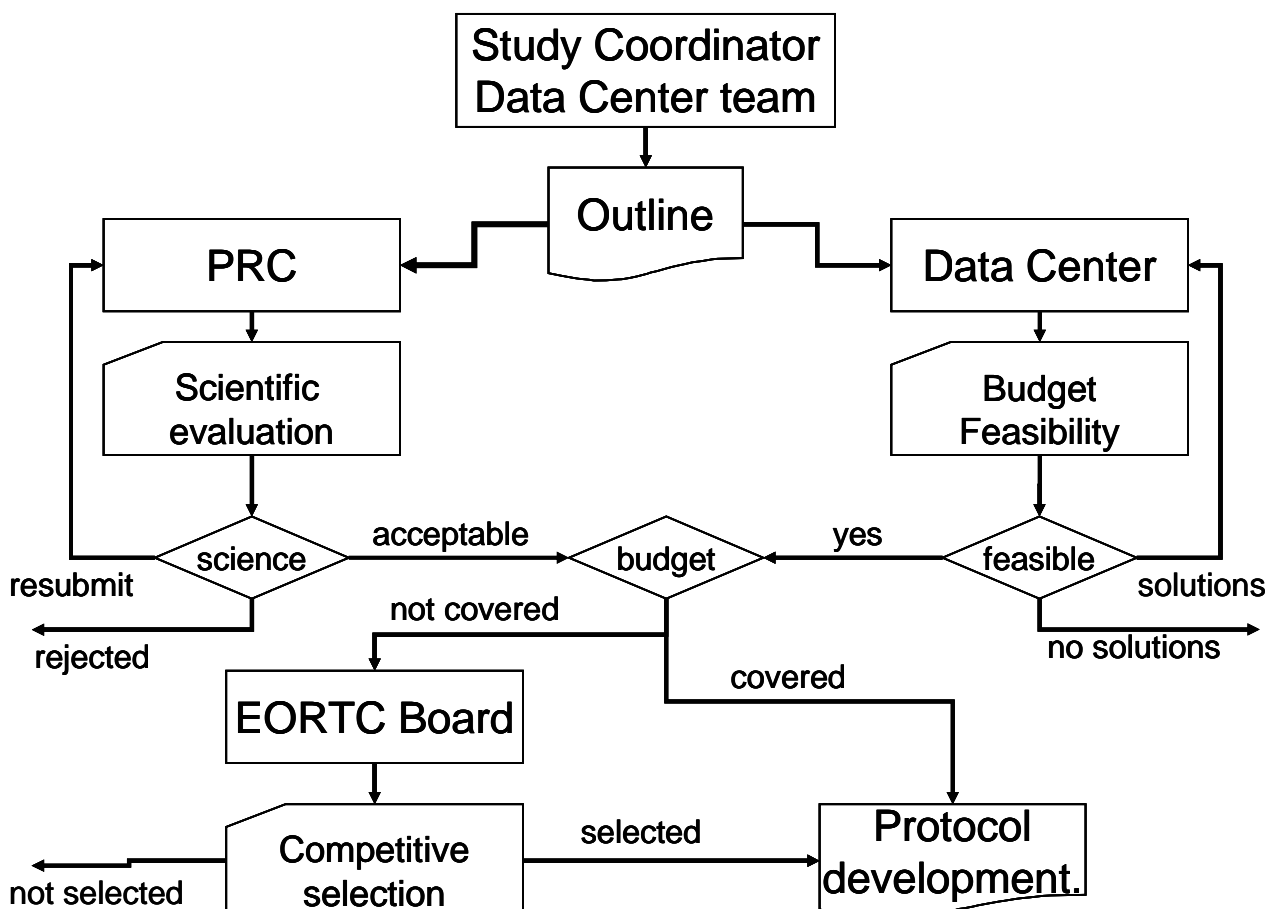 Study Coordinator
Data Center team
Outline
PRC
Data Center
Scientific
evaluation
Budget
Feasibility
science
acceptable
budget
yes
feasible
resubmit
solutions
not covered
rejected
no solutions
covered
EORTC Board
Competitive
selection
selected
Protocol
development.
not selected